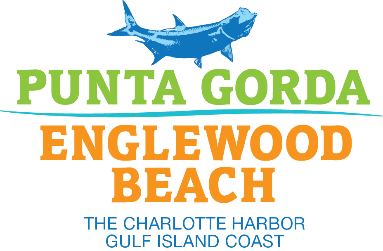 PUNTA GORDA
ENGLEWOOD
BEACH
THE CHARLOTTE HARBOR
GULF ISLAND COAST